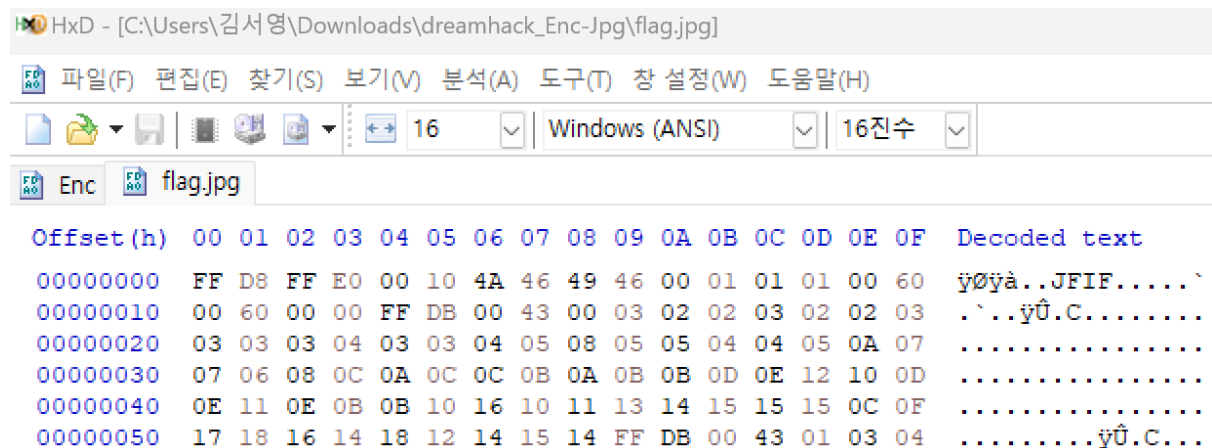 HxD - [C:\Users\김서영\Downloads\dreamhack_Enc-Jpg\flag.jpg]
파일(F) 편집(E) 찾기(S) 보기(V) 분석(A) 도구(T) 창 설정(W) 도움말(H)
16 Windows (ANSI) 16진수
Enc flag.jpg
Offset(h) 00 01 02 03 04 05 06 07 08 09 0A 0B 0C 0D 0E 0F Decoded text
00000000 FF D8 FF E0 00 10 4A 46 49 46 00 01 01 01 00 60 ÿØÿà..JFIF.....`
00000010 00 60 00 00 FF DB 00 43 00 03 02 02 03 02 02 03 .`..ÿÛ.C........
00000020 03 03 03 04 03 03 04 05 08 05 05 04 04 05 0A 07 ................
00000030 07 06 08 0C 0A 0C 0C 0B 0A 0B 0B 0D 0E 12 10 0D ................
00000040 0E 11 0E 0B 0B 10 16 10 11 13 14 15 15 15 0C 0F ................
00000050 17 18 16 14 18 12 14 15 14 FF DB 00 43 01 03 04 .........ÿÛ.C...